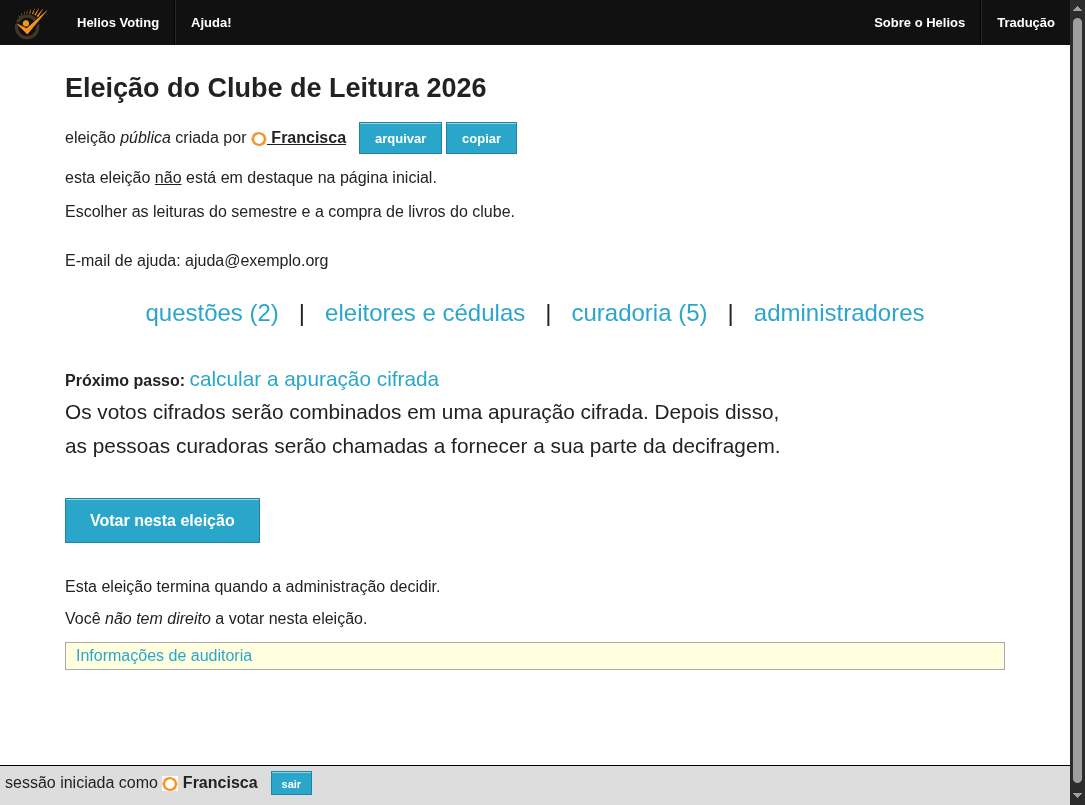 Helios Voting Ajuda! Sobre o Helios Tradução
Eleição do Clube de Leitura 2026
eleição pública criada por Francisca arquivar copiar
esta eleição não está em destaque na página inicial.
Escolher as leituras do semestre e a compra de livros do clube.
E-mail de ajuda: ajuda@exemplo.org
questões (2) | eleitores e cédulas | curadoria (5) | administradores
Próximo passo: calcular a apuração cifrada
Os votos cifrados serão combinados em uma apuração cifrada. Depois disso,
as pessoas curadoras serão chamadas a fornecer a sua parte da decifragem.
Votar nesta eleição
Esta eleição termina quando a administração decidir.
Você não tem direito a votar nesta eleição.
Informações de auditoria
sessão iniciada como Francisca sair